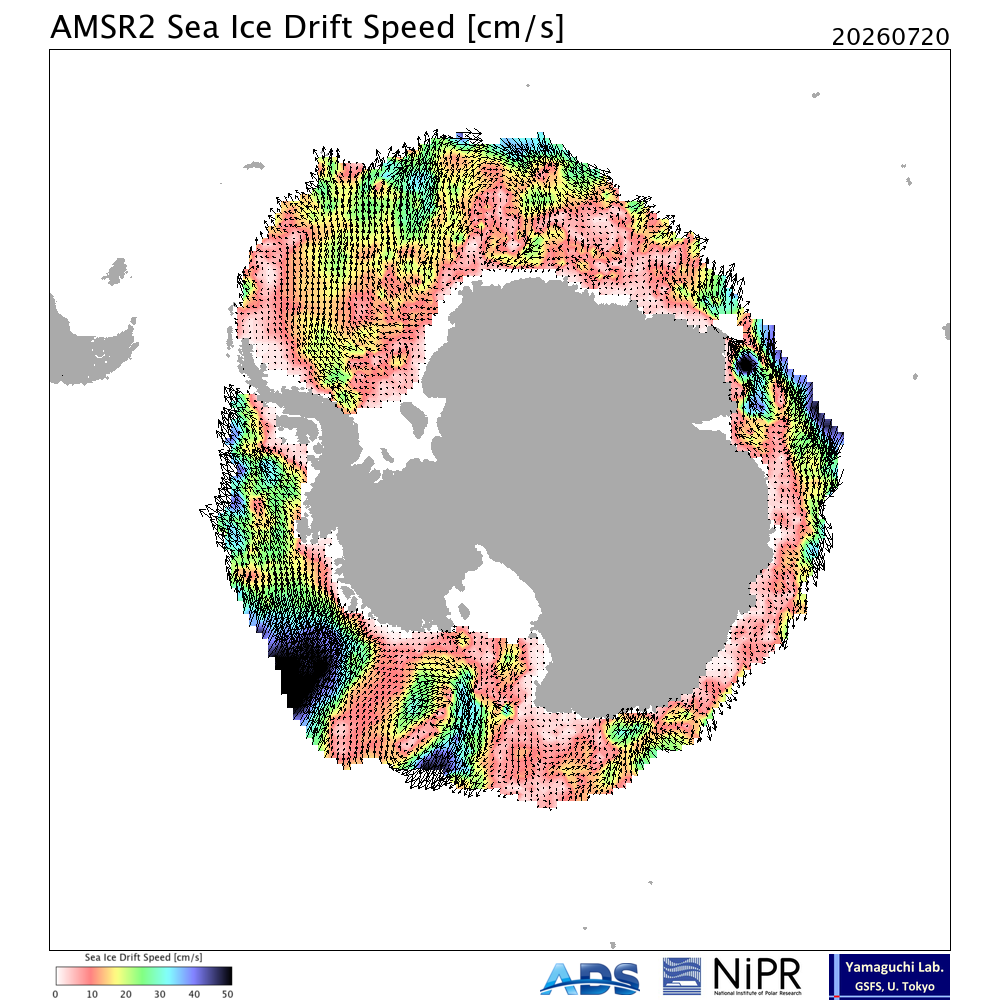 AMSR2 Sea Ice Drift Speed [cm/s]
20260720
Sea Ice Drift Speed [cm/s]
0 10 20 30 40 50
ADS
NiPR
National Institute of Polar Research
Yamaguchi Lab.
GSFS, U. Tokyo